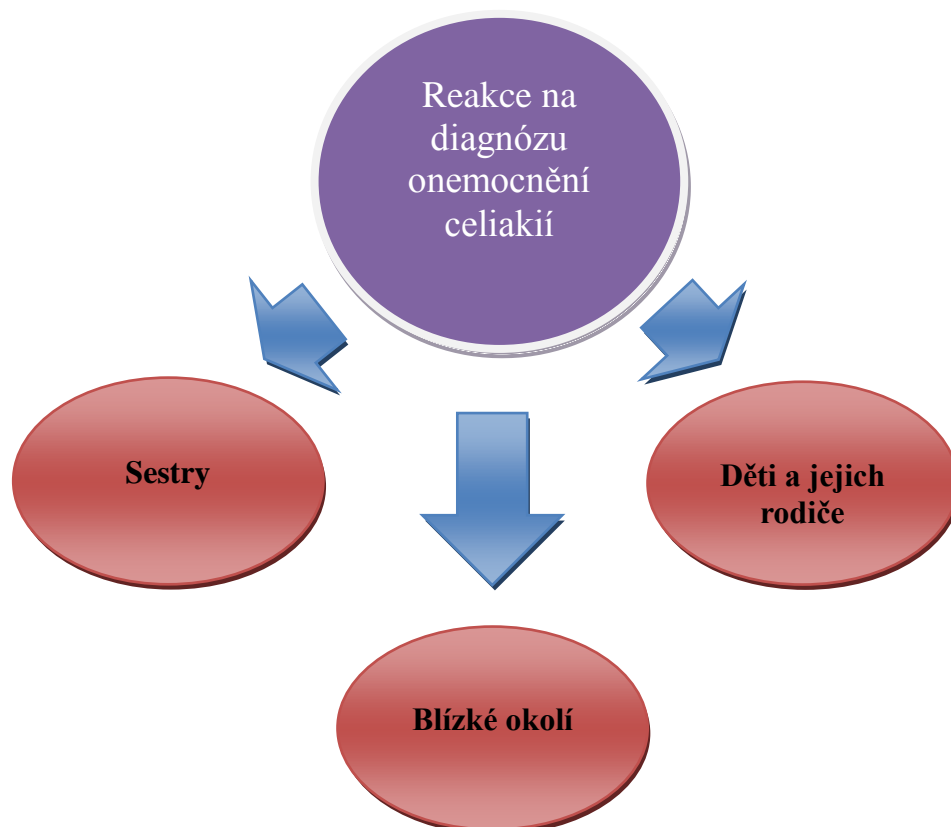 Reakce na
diagnózu
onemocnění
celiakií
Sestry
Děti a jejich
rodiče
Blízké okolí